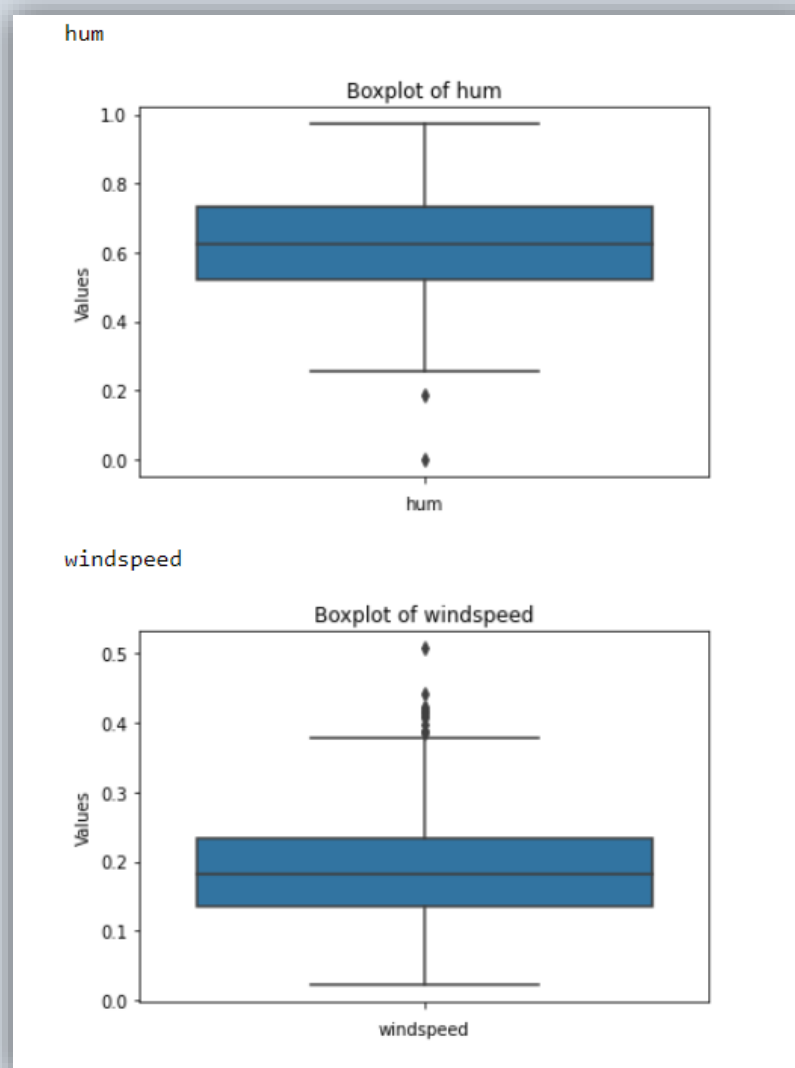 hum
Boxplot of hum
1.0
0.8
0.6
0.4
0.2
0.0
Values
hum
windspeed
Boxplot of windspeed
0.5
0.4
0.3
0.2
0.1
0.0
Values
windspeed